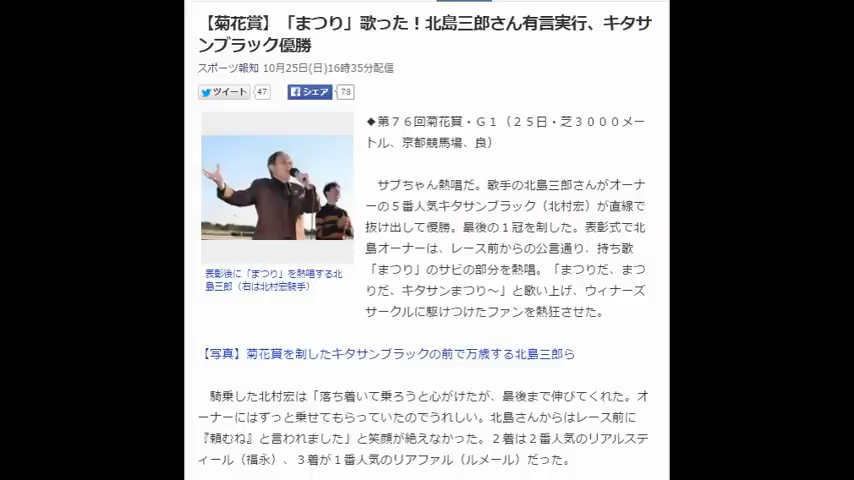 【菊花賞】「まつり」歌った！北島三郎さん有言実行、キタサ
ンブラック優勝
スポーツ報知 10月25日(日)16時35分配信
ツイート 47 シェア 78
◆第７６回菊花賞・Ｇ１（２５日・芝３０００メー
トル、京都競馬場、良）
サブちゃん熱唱だ。歌手の北島三郎さんがオーナ
ーの５番人気キタサンブラック（北村宏）が直線で
抜け出して優勝。最後の１冠を制した。表彰式で北
島オーナーは、レース前からの公言通り、持ち歌
「まつり」のサビの部分を熱唱。「まつりだ、まつ
りだ、キタサンまつり～」と歌い上げ、ウィナーズ
サークルに駆けつけたファンを熱狂させた。
表彰後に「まつり」を熱唱する北
島三郎（右は北村宏騎手）
【写真】菊花賞を制したキタサンブラックの前で万歳する北島三郎ら
騎乗した北村宏は「落ち着いて乗ろうと心がけたが、最後まで伸びてくれた。オ
ーナーにはずっと乗せてもらっていたのでうれしい。北島さんからはレース前に
『頼むね』と言われました」と笑顔が絶えなかった。２着は２番人気のリアルステ
ィール（福永）、３着が１番人気のリアファル（ルメール）だった。